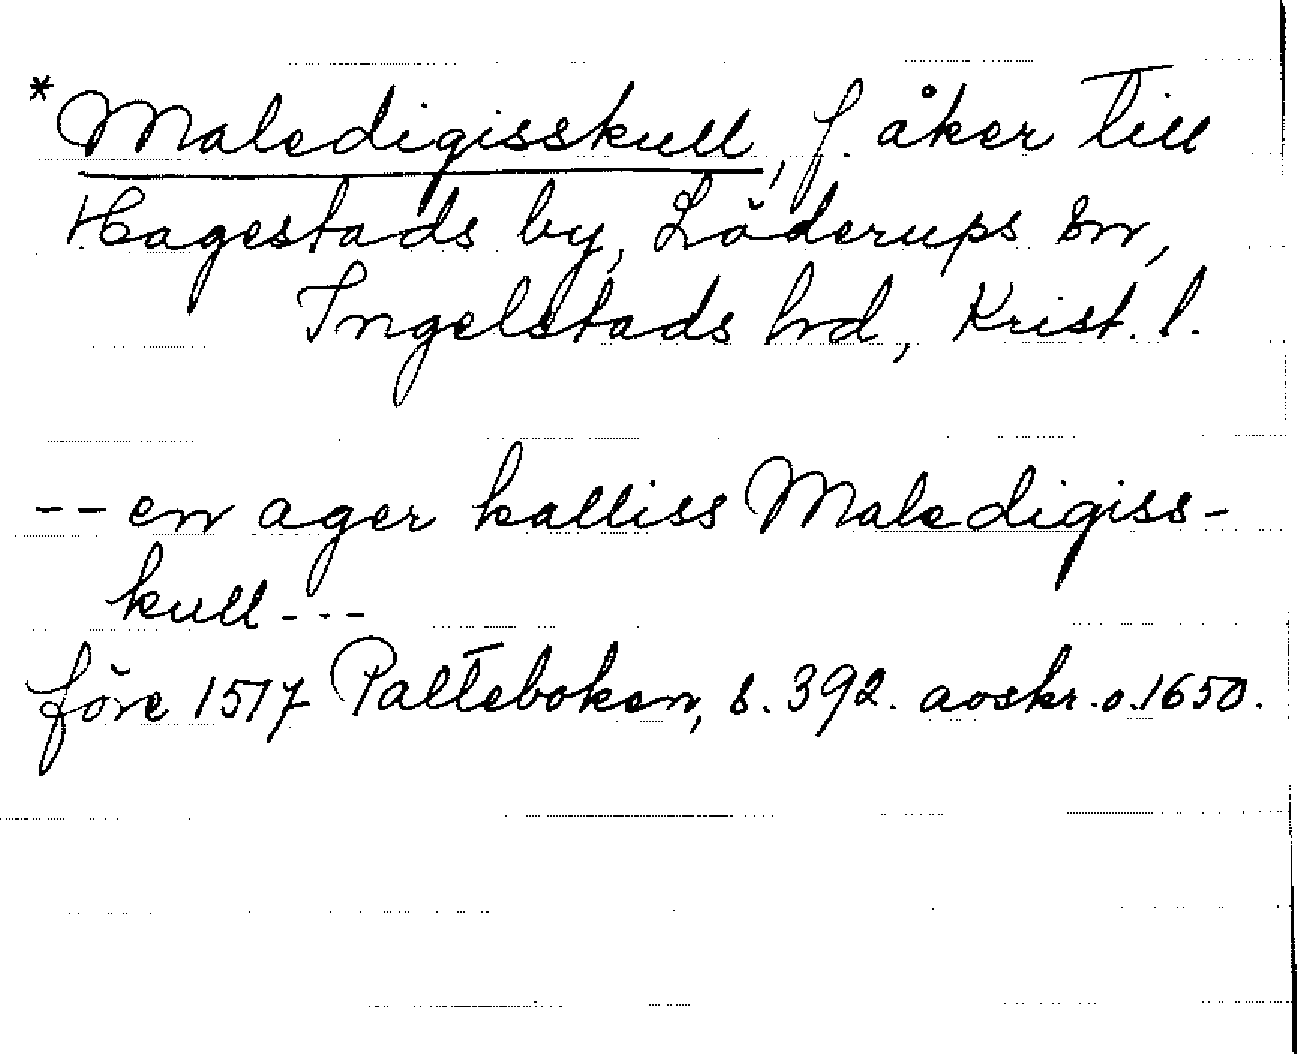 *Maledigisskull, f. åker till
Hagestads by, Löderups sn,
Ingelstads hd, Krist. l.
-- en ager kalliss Maledigiss-
kull ---
före 1517 Palteboken, s. 392. avskr. o. 1650.